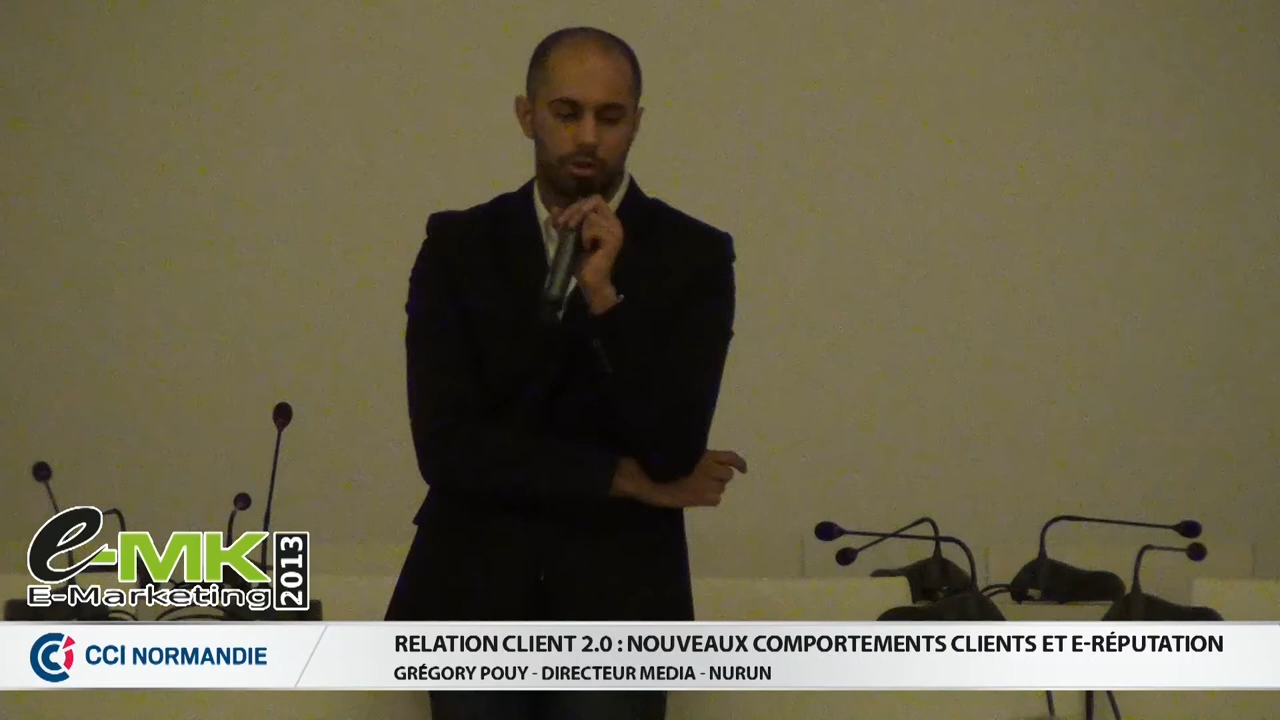 e-MK
E-Marketing
2013
CCI NORMANDIE
RELATION CLIENT 2.0 : NOUVEAUX COMPORTEMENTS CLIENTS ET E-RÉPUTATION
GRÉGORY POUY - DIRECTEUR MEDIA - NURUN